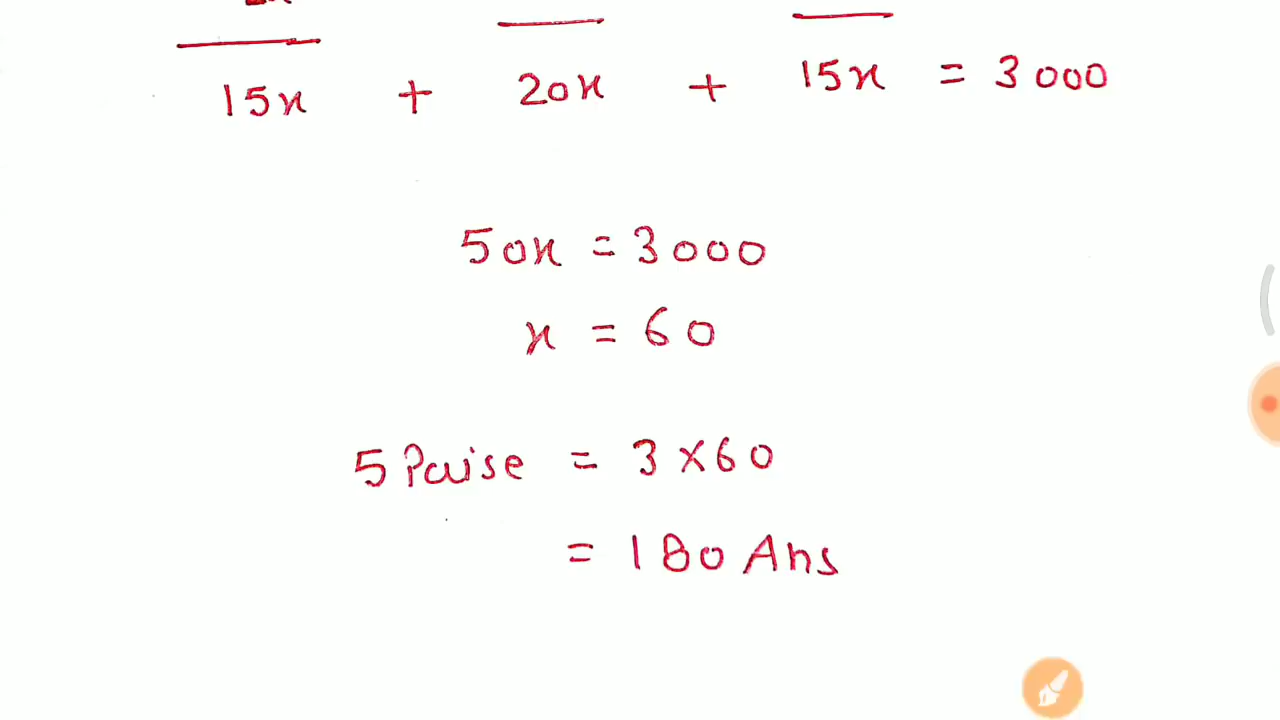 15x + 20x + 15x = 3000
50x = 3000
x = 60
5 Paise = 3 × 60
= 180 Ans